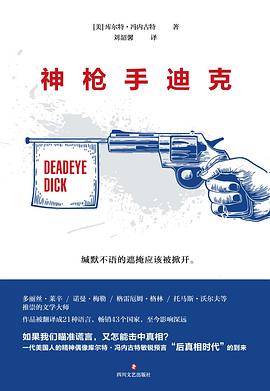 [美]库尔特·冯内古特 著
刘韶馨 译
神枪手迪克
DEADEYE
DICK
缄默不语的遮掩应该被掀开。
多丽丝·莱辛 / 诺曼·梅勒 / 格雷厄姆·格林 / 托马斯·沃尔夫等
推崇的文学大师
作品被翻译成21种语言，畅销43个国家，至今影响深远
如果我们瞄准谎言，又怎能击中真相？
一代美国人的精神偶像库尔特·冯内古特敏锐预言“后真相时代”的到来
四川文艺出版社